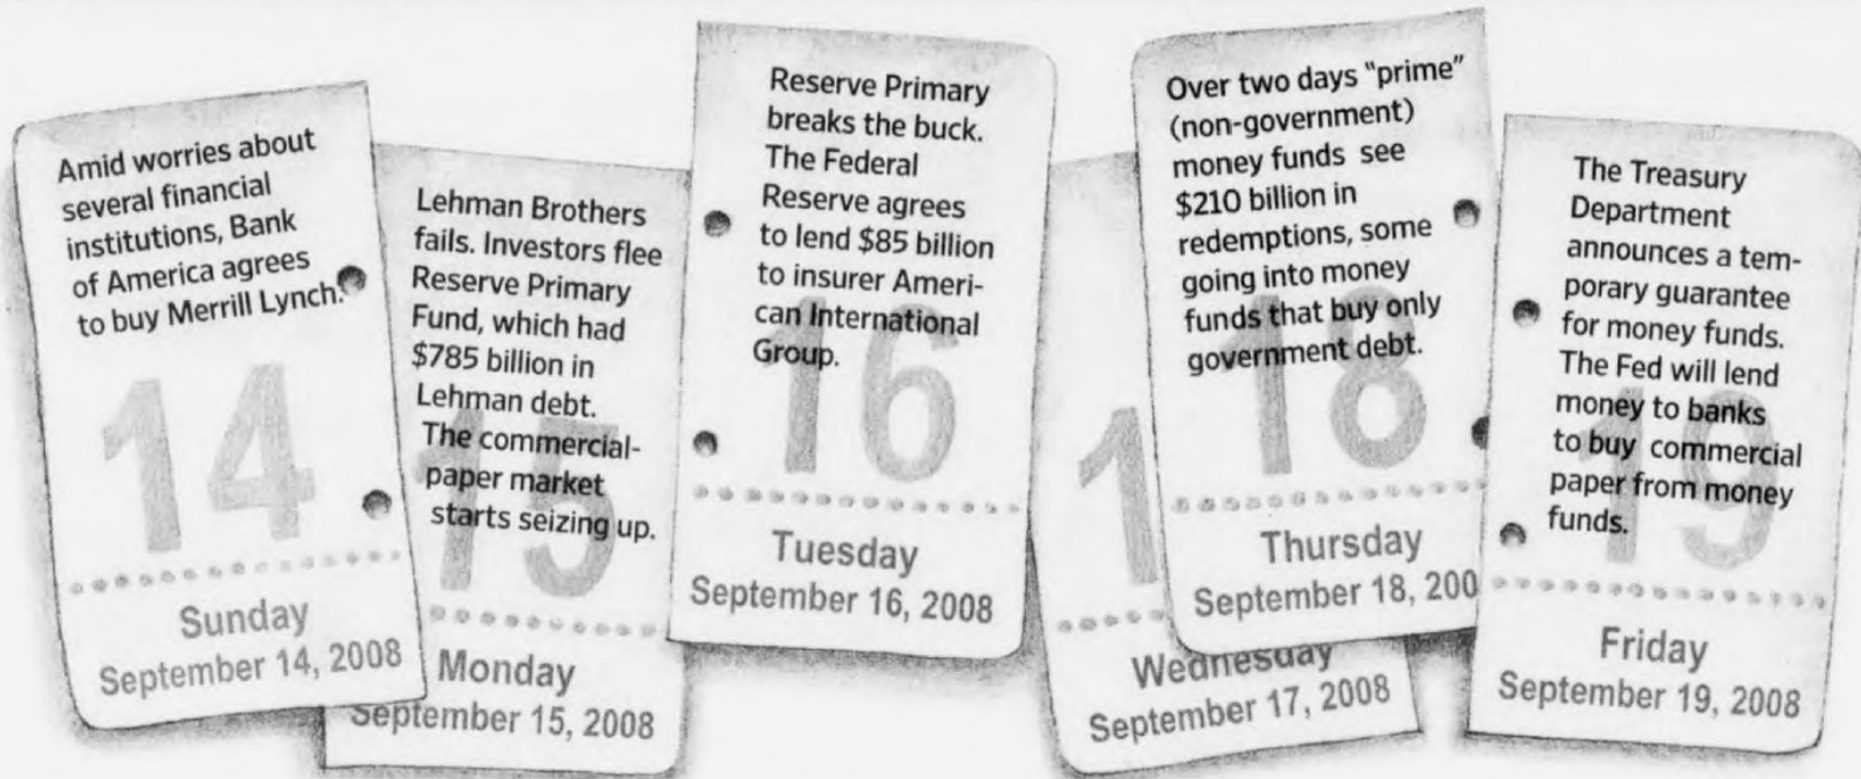 Amid worries about
several financial
institutions, Bank
of America agrees
to buy Merrill Lynch.
14
Sunday
September 14, 2008
Lehman Brothers
fails. Investors flee
Reserve Primary
Fund, which had
$785 billion in
Lehman debt.
The commercial-
paper market
starts seizing up.
15
Monday
September 15, 2008
Reserve Primary
breaks the buck.
The Federal
Reserve agrees
to lend $85 billion
to insurer Ameri-
can International
Group.
16
Tuesday
September 16, 2008
1
Wednesday
September 17, 2008
Over two days "prime"
(non-government)
money funds see
$210 billion in
redemptions, some
going into money
funds that buy only
government debt.
18
Thursday
September 18, 200
The Treasury
Department
announces a tem-
porary guarantee
for money funds.
The Fed will lend
money to banks
to buy commercial
paper from money
funds.
19
Friday
September 19, 2008